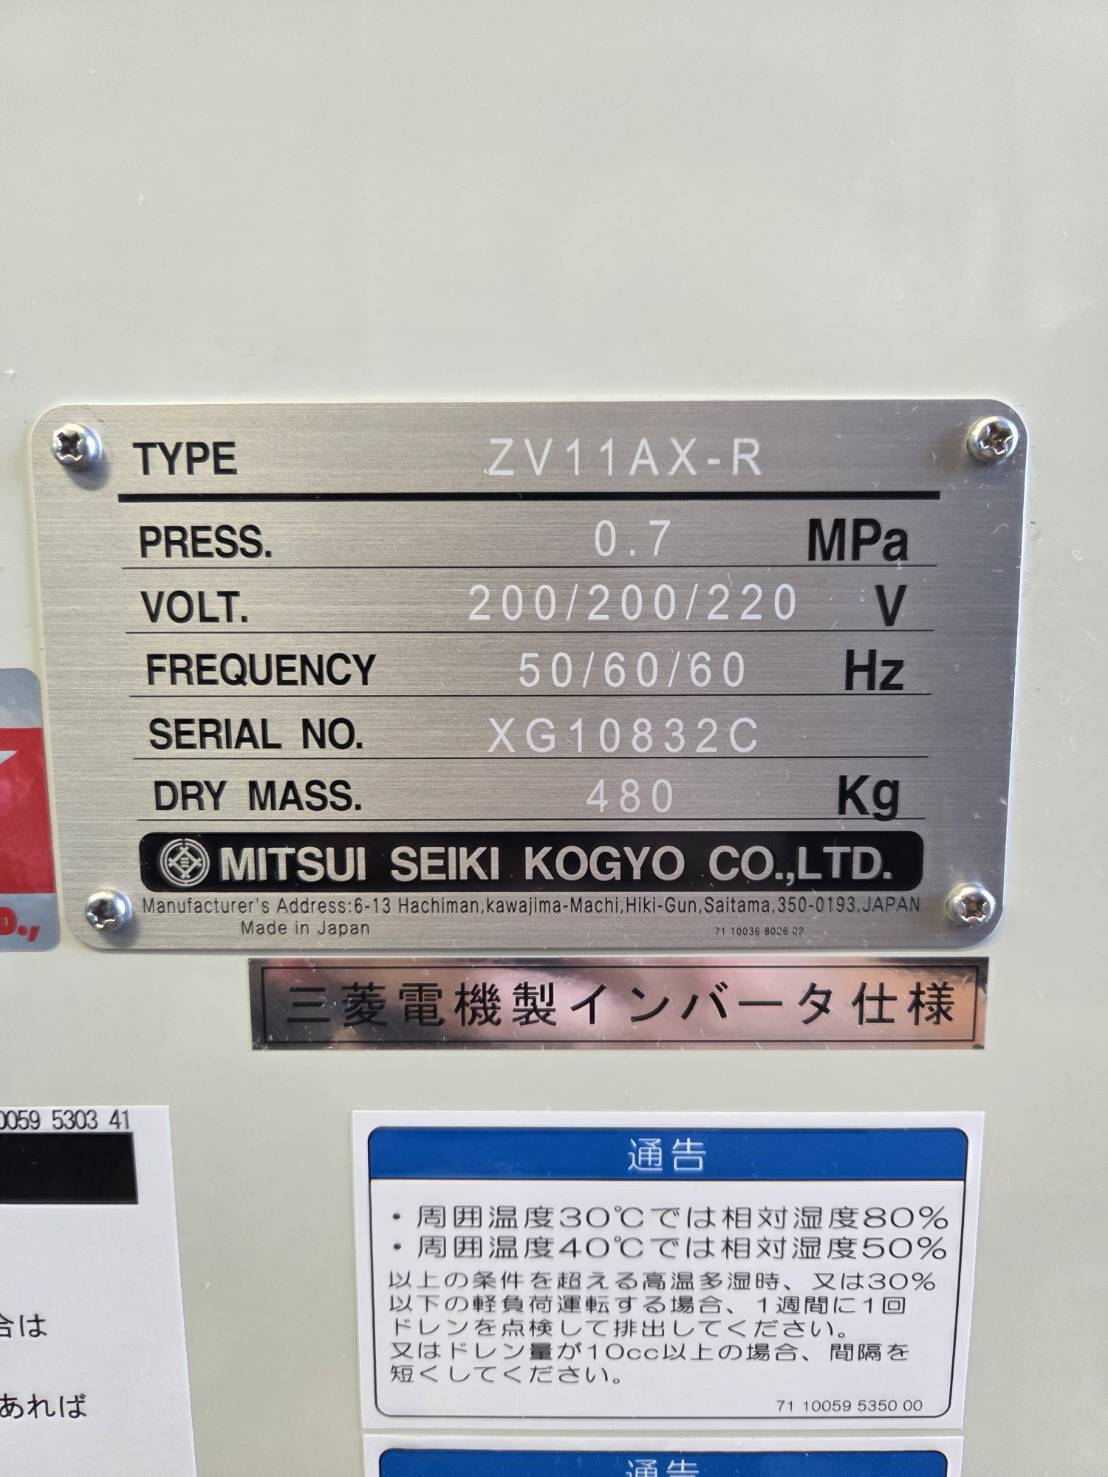 TYPE ZV11AX-R
PRESS. 0.7 MPa
VOLT. 200/200/220 V
FREQUENCY 50/60/60 Hz
SERIAL NO. XG10832C
DRY MASS. 480 Kg
MITSUI SEIKI KOGYO CO.,LTD.
Manufacturer's Address:6-13 Hachiman,kawajima-Machi,Hiki-Gun,Saitama,350-0193,JAPAN
Made in Japan 71 10036 8026 02
三菱電機製インバータ仕様
0059 5303 41
合は
あれば
通告
・周囲温度30℃では相対湿度80%
・周囲温度40℃では相対湿度50%
以上の条件を超える高温多湿時、又は30%
以下の軽負荷運転する場合、1週間に1回
ドレンを点検して排出してください。
又はドレン量が10cc以上の場合、間隔を
短くしてください。
71 10059 5350 00
通告